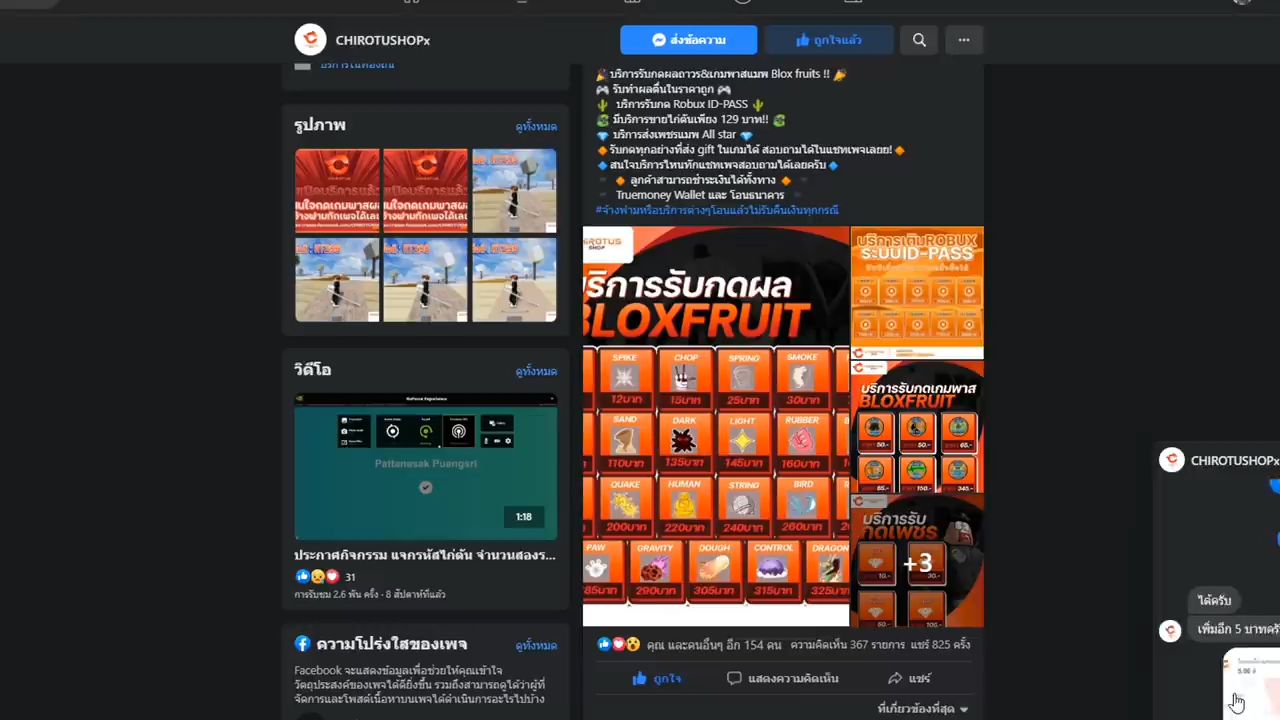 CHIROTUSHOPx
ส่งข้อความ
ถูกใจแล้ว
บริการในท้องถิ่น
รูปภาพ
ดูทั้งหมด
วิดีโอ
ดูทั้งหมด
Pattanasak Puangsri
1:18
ประกาศกิจกรรม แจกรหัสไก่ตัน จำนวนสองร...
31
การรับชม 2.6 พัน ครั้ง · 8 สัปดาห์ที่แล้ว
ความโปร่งใสของเพจ
ดูทั้งหมด
Facebook จะแสดงข้อมูลเพื่อช่วยให้คุณเข้าใจ
วัตถุประสงค์ของเพจได้ดียิ่งขึ้น รวมถึงสามารถดูได้ว่าผู้ที่
จัดการและโพสต์เนื้อหาบนเพจได้ดำเนินการอะไรไปบ้าง
🎉บริการรับกดผลถาวร&เกมพาสแมพ Blox fruits !! 🎉
🎮 รับทำผลตื่นในราคาถูก 🎮
🌵 บริการรับกด Robux ID-PASS 🌵
🐲 มีบริการขายไก่ตันเพียง 129 บาท!! 🐲
💎 บริการส่งเพชรแมพ All star 💎
🔶รับกดทุกอย่างที่ส่ง gift ในเกมได้ สอบถามได้ในแชทเพจเลยย!🔶
🔷สนใจบริการไหนทักแชทเพจสอบถามได้เลยครับ🔷
🔸 ลูกค้าสามารถชำระเงินได้ทั้งทาง 🔸
Truemoney Wallet และ โอนธนาคาร
#จ้างฟามหรือบริการต่างๆโอนแล้วไม่รับคืนเงินทุกกรณี
SHOP
บริการรับกดผล
BLOXFRUIT
SPIKE CHOP SPRING SMOKE
12บาท 15บาท 25บาท 30บาท
SAND DARK LIGHT RUBBER
110บาท 135บาท 145บาท 160บาท
QUAKE HUMAN STRING BIRD
200บาท 220บาท 240บาท 260บาท
PAW GRAVITY DOUGH CONTROL DRAGON
85บาท 290บาท 305บาท 315บาท 325บาท
บริการเติมROBUX
ระบบID-PASS
บริการรับกดเกมพาส
BLOXFRUIT
50.- 50.- 65.-
150.- 345.-
บริการรับ
กดเพชร
+3
คุณ และคนอื่นๆ อีก 154 คน ความคิดเห็น 367 รายการ แชร์ 825 ครั้ง
ถูกใจ
แสดงความคิดเห็น
แชร์
ที่เกี่ยวข้องที่สุด
CHIROTUSHOPx
ได้ครับ
เพิ่มอีก 5 บาทครั